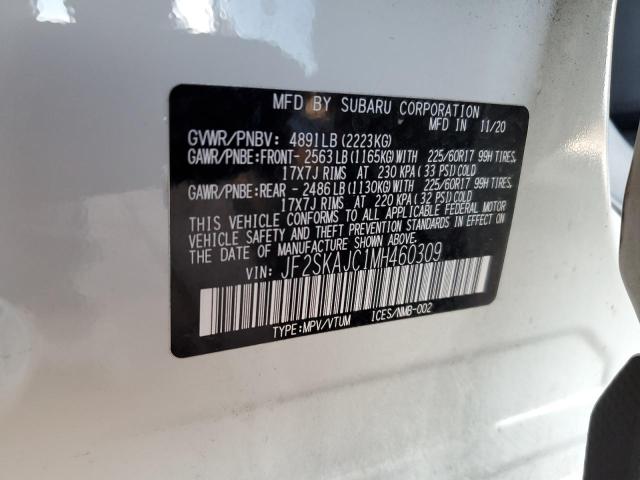 MFD BY SUBARU CORPORATION
MFD IN 11/20
GVWR/PNBV: 4891LB(2223KG)
GAWR/PNBE:FRONT- 2563LB(1165KG)WITH 225/60R17 99H TIRES.
17X7J RIMS AT 230 KPA(33 PSI)COLD
GAWR/PNBE:REAR - 2486LB(1130KG)WITH 225/60R17 99H TIRES.
17X7J RIMS AT 220 KPA(32 PSI)COLD
THIS VEHICLE CONFORMS TO ALL APPLICABLE FEDERAL MOTOR
VEHICLE SAFETY AND THEFT PREVENTION STANDARDS IN EFFECT ON
THE DATE OF MANUFACTURE SHOWN ABOVE.
VIN: JF2SKAJC1MH460309
TYPE:MPV/VTUM ICES/NMB-002